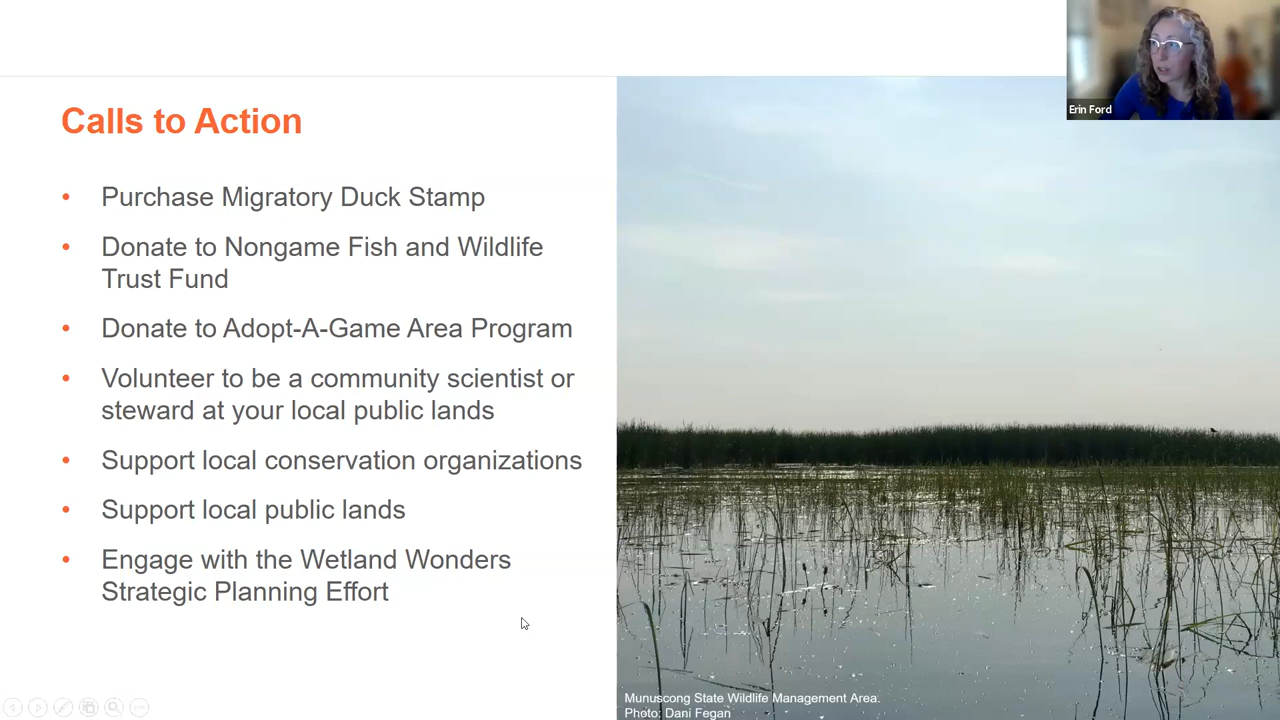 Erin Ford
Calls to Action
• Purchase Migratory Duck Stamp
• Donate to Nongame Fish and Wildlife
Trust Fund
• Donate to Adopt-A-Game Area Program
• Volunteer to be a community scientist or
steward at your local public lands
• Support local conservation organizations
• Support local public lands
• Engage with the Wetland Wonders
Strategic Planning Effort
Munuscong State Wildlife Management Area.
Photo: Dani Fegan